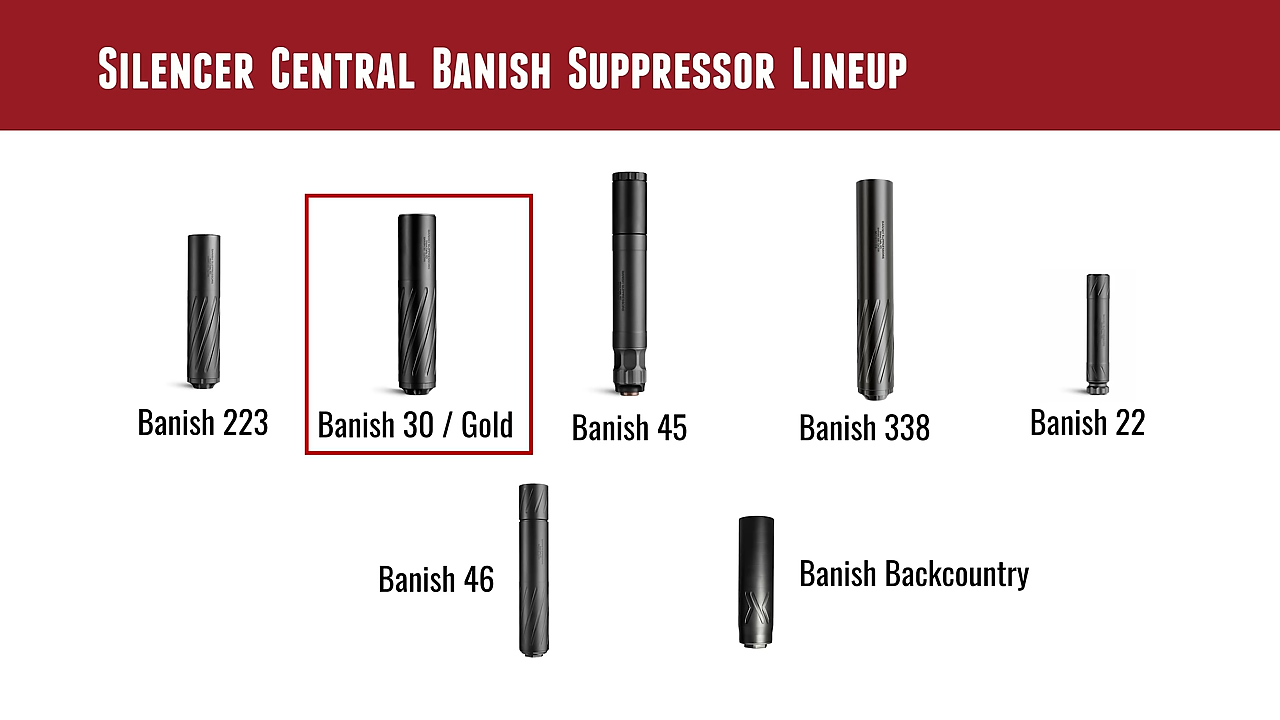 Silencer Central Banish Suppressor Lineup
Banish 223
Banish 30 / Gold
Banish 45
Banish 338
Banish 22
Banish 46
Banish Backcountry